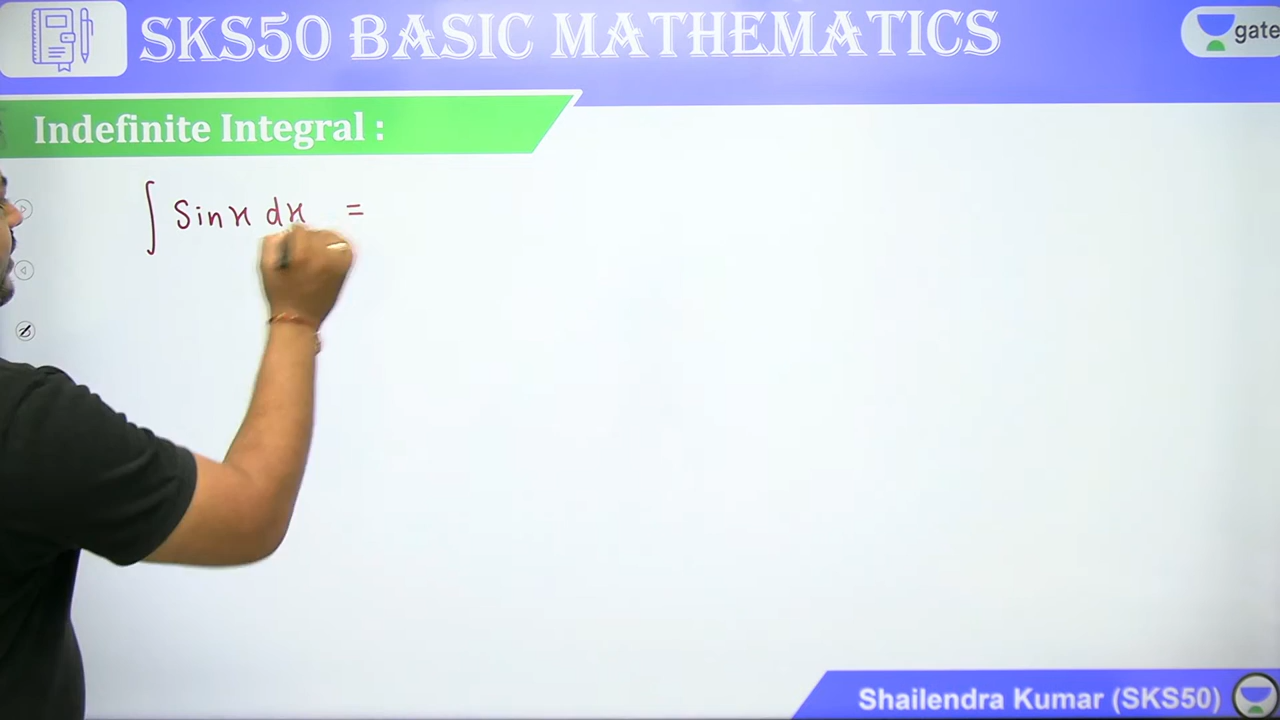 SKS50 BASIC MATHEMATICS
gate
Indefinite Integral :
∫ Sinx dx =
Shailendra Kumar (SKS50)